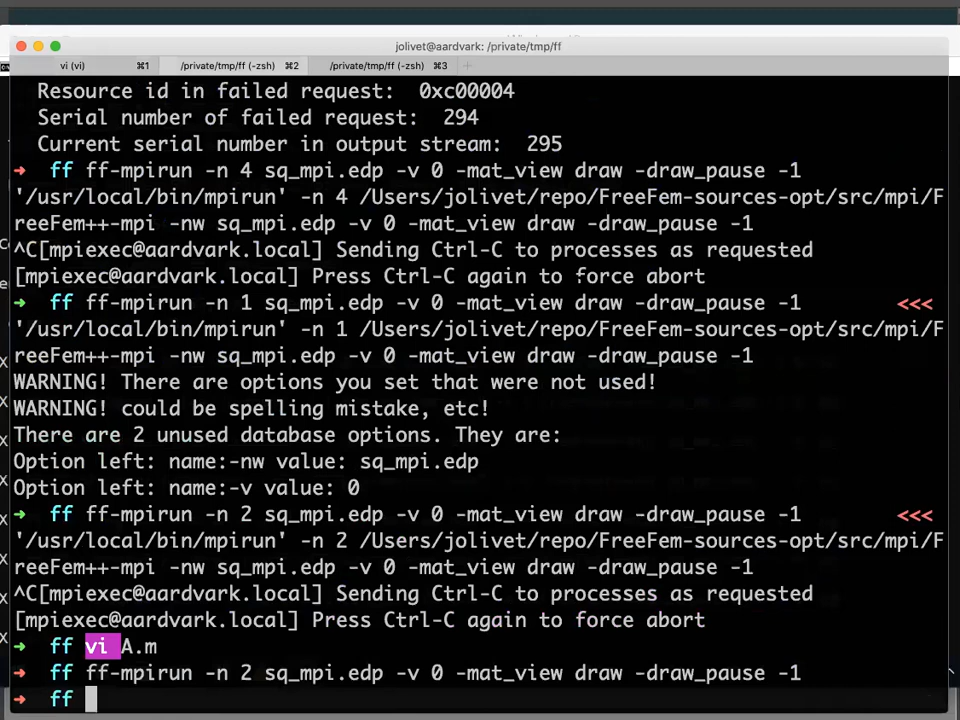 jolivet@aardvark: /private/tmp/ff
vi (vi) ⌘1 /private/tmp/ff (-zsh) ⌘2 /private/tmp/ff (-zsh) ⌘3 +
Resource id in failed request:  0xc00004
Serial number of failed request:  294
Current serial number in output stream:  295
➜  ff ff-mpirun -n 4 sq_mpi.edp -v 0 -mat_view draw -draw_pause -1
'/usr/local/bin/mpirun' -n 4 /Users/jolivet/repo/FreeFem-sources-opt/src/mpi/F
reeFem++-mpi -nw sq_mpi.edp -v 0 -mat_view draw -draw_pause -1
^C[mpiexec@aardvark.local] Sending Ctrl-C to processes as requested
[mpiexec@aardvark.local] Press Ctrl-C again to force abort
➜  ff ff-mpirun -n 1 sq_mpi.edp -v 0 -mat_view draw -draw_pause -1 <<<
'/usr/local/bin/mpirun' -n 1 /Users/jolivet/repo/FreeFem-sources-opt/src/mpi/F
reeFem++-mpi -nw sq_mpi.edp -v 0 -mat_view draw -draw_pause -1
WARNING! There are options you set that were not used!
WARNING! could be spelling mistake, etc!
There are 2 unused database options. They are:
Option left: name:-nw value: sq_mpi.edp
Option left: name:-v value: 0
➜  ff ff-mpirun -n 2 sq_mpi.edp -v 0 -mat_view draw -draw_pause -1 <<<
'/usr/local/bin/mpirun' -n 2 /Users/jolivet/repo/FreeFem-sources-opt/src/mpi/F
reeFem++-mpi -nw sq_mpi.edp -v 0 -mat_view draw -draw_pause -1
^C[mpiexec@aardvark.local] Sending Ctrl-C to processes as requested
[mpiexec@aardvark.local] Press Ctrl-C again to force abort
➜  ff vi A.m
➜  ff ff-mpirun -n 2 sq_mpi.edp -v 0 -mat_view draw -draw_pause -1
➜  ff